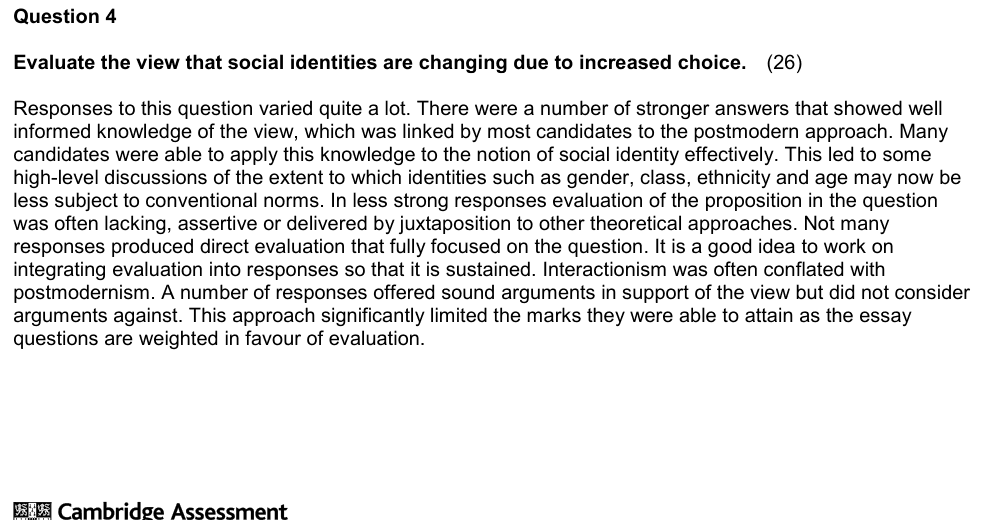 Question 4
Evaluate the view that social identities are changing due to increased choice. (26)
Responses to this question varied quite a lot. There were a number of stronger answers that showed well
informed knowledge of the view, which was linked by most candidates to the postmodern approach. Many
candidates were able to apply this knowledge to the notion of social identity effectively. This led to some
high-level discussions of the extent to which identities such as gender, class, ethnicity and age may now be
less subject to conventional norms. In less strong responses evaluation of the proposition in the question
was often lacking, assertive or delivered by juxtaposition to other theoretical approaches. Not many
responses produced direct evaluation that fully focused on the question. It is a good idea to work on
integrating evaluation into responses so that it is sustained. Interactionism was often conflated with
postmodernism. A number of responses offered sound arguments in support of the view but did not consider
arguments against. This approach significantly limited the marks they were able to attain as the essay
questions are weighted in favour of evaluation.
Cambridge Assessment